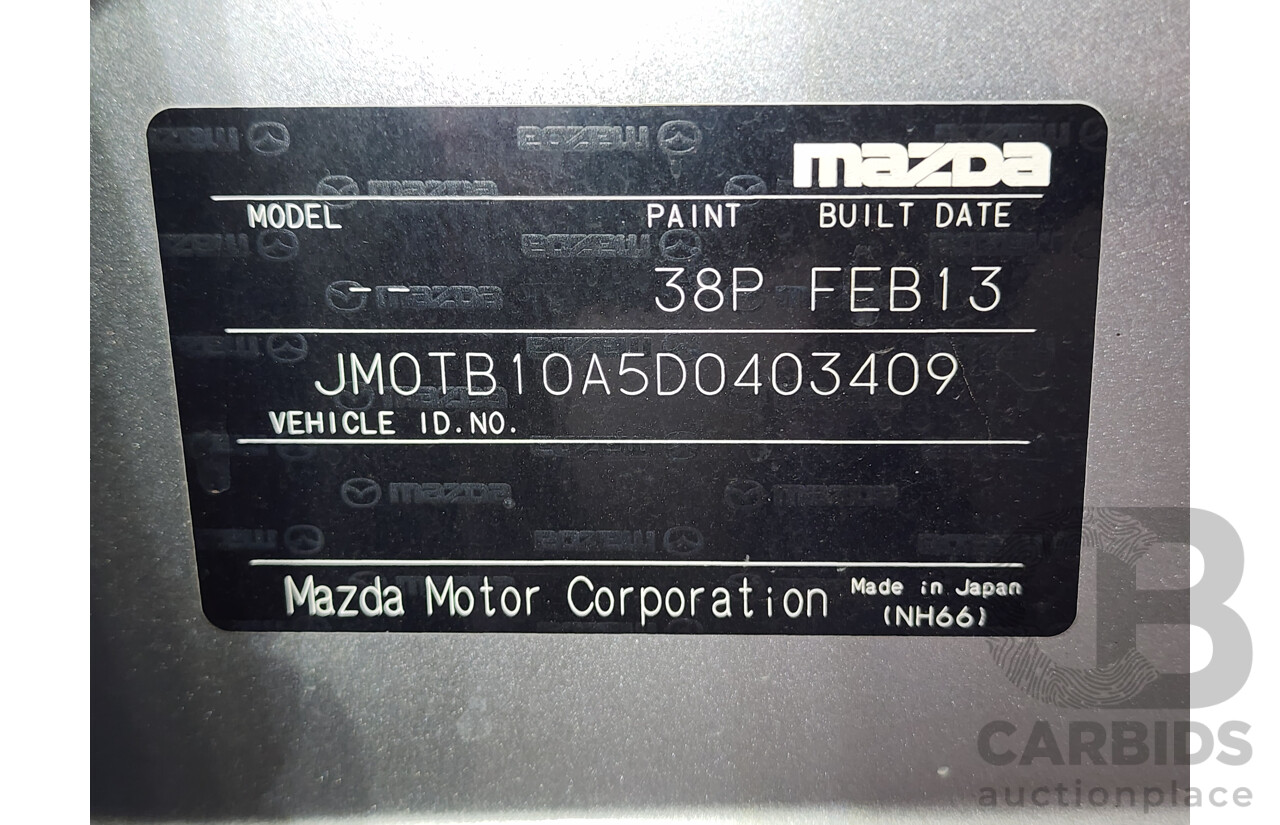 mazda
MODEL PAINT BUILT DATE
-- 38P FEB13
JM0TB10A5D0403409
VEHICLE ID.NO.
Mazda Motor Corporation Made in Japan
(NH66)
CARBIDS
auctionplace